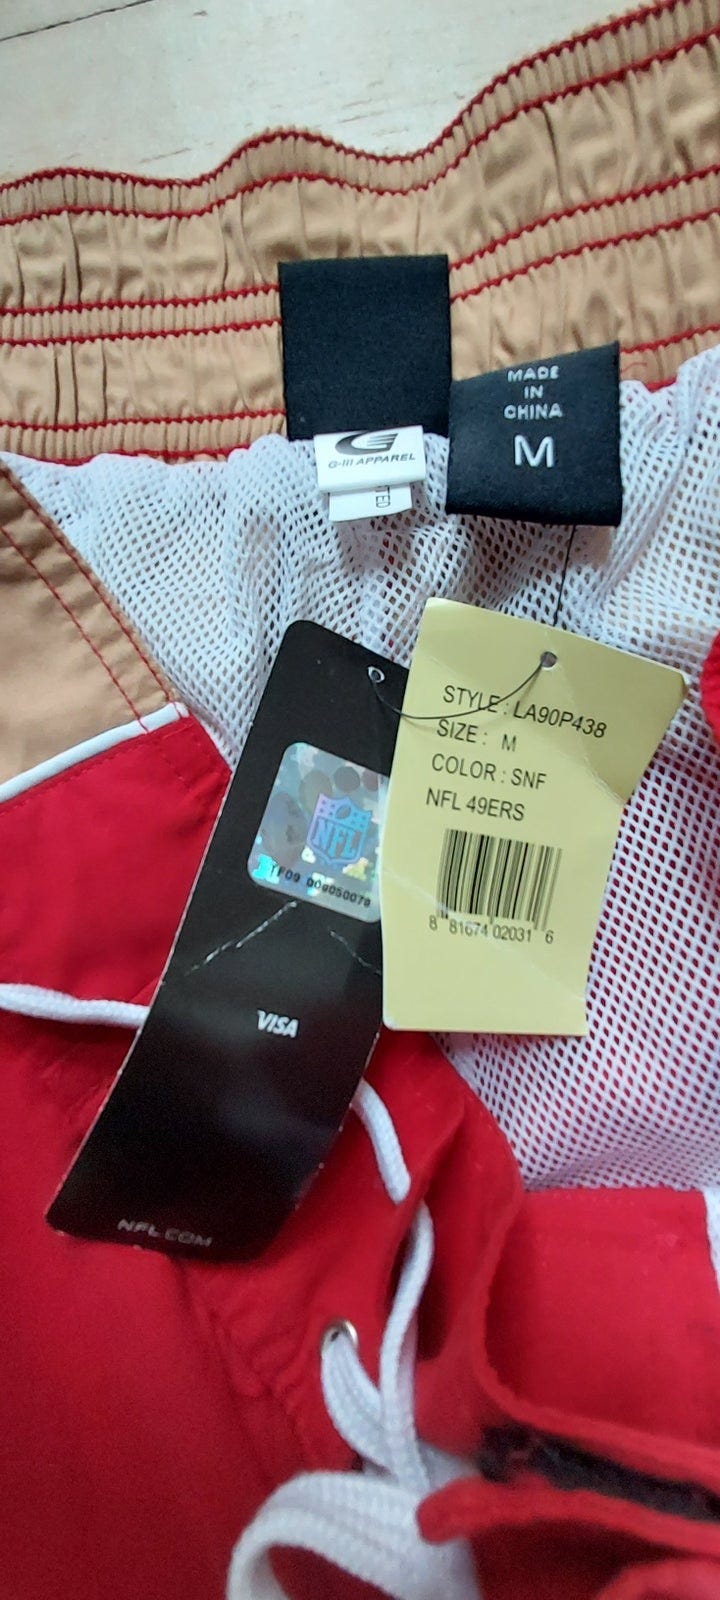 MADE
IN
CHINA
M
G-III APPAREL
TED
STYLE : LA90P438
SIZE : M
COLOR : SNF
NFL 49ERS
8 81674 02031 6
NFL
VISA
NFL.COM